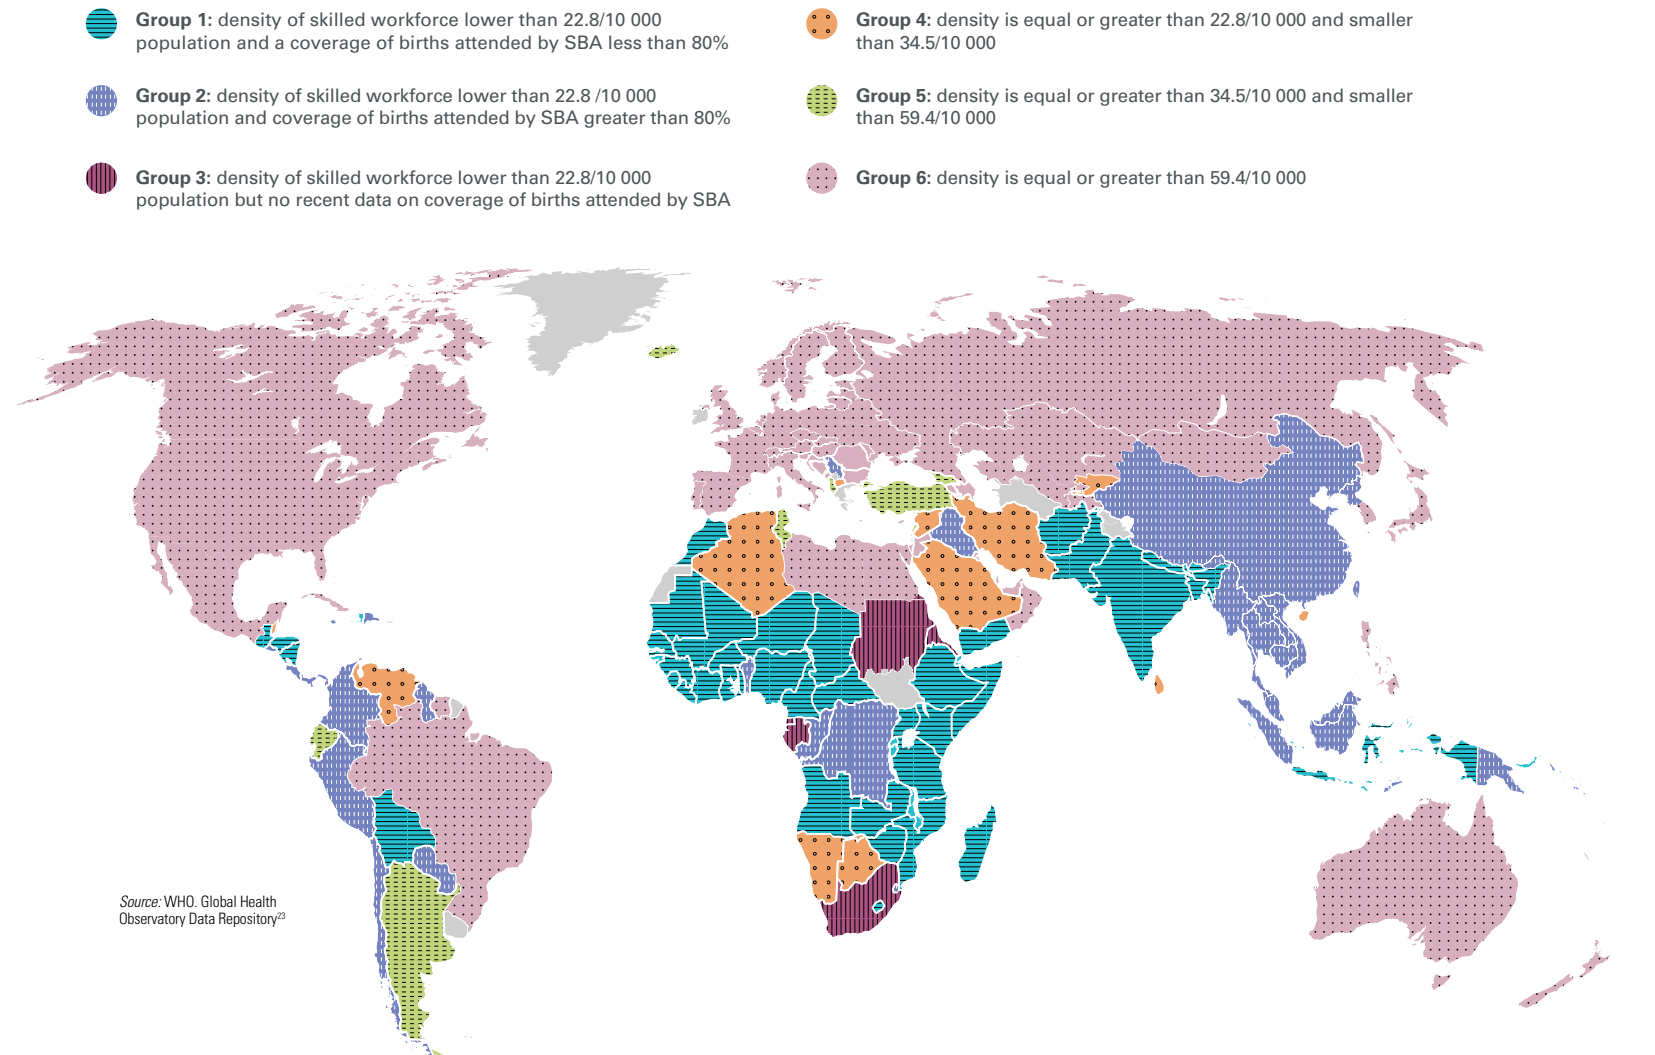 Group 1: density of skilled workforce lower than 22.8/10 000
population and a coverage of births attended by SBA less than 80%
Group 2: density of skilled workforce lower than 22.8 /10 000
population and coverage of births attended by SBA greater than 80%
Group 3: density of skilled workforce lower than 22.8/10 000
population but no recent data on coverage of births attended by SBA
Group 4: density is equal or greater than 22.8/10 000 and smaller
than 34.5/10 000
Group 5: density is equal or greater than 34.5/10 000 and smaller
than 59.4/10 000
Group 6: density is equal or greater than 59.4/10 000
Source: WHO. Global Health
Observatory Data Repository23